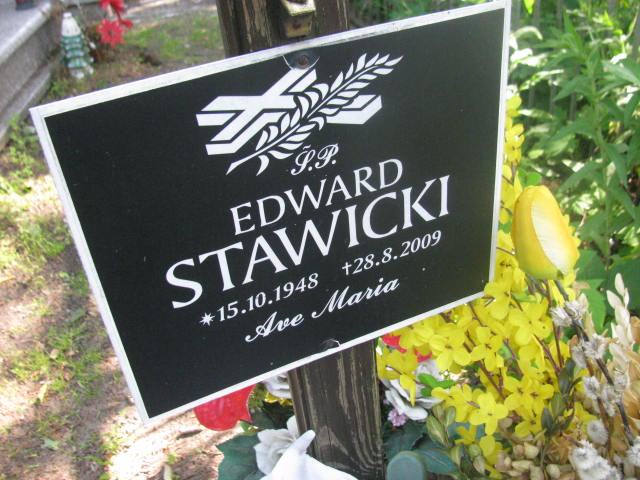 Ś.P.
EDWARD
STAWICKI
*15.10.1948 †28.8.2009
Ave Maria